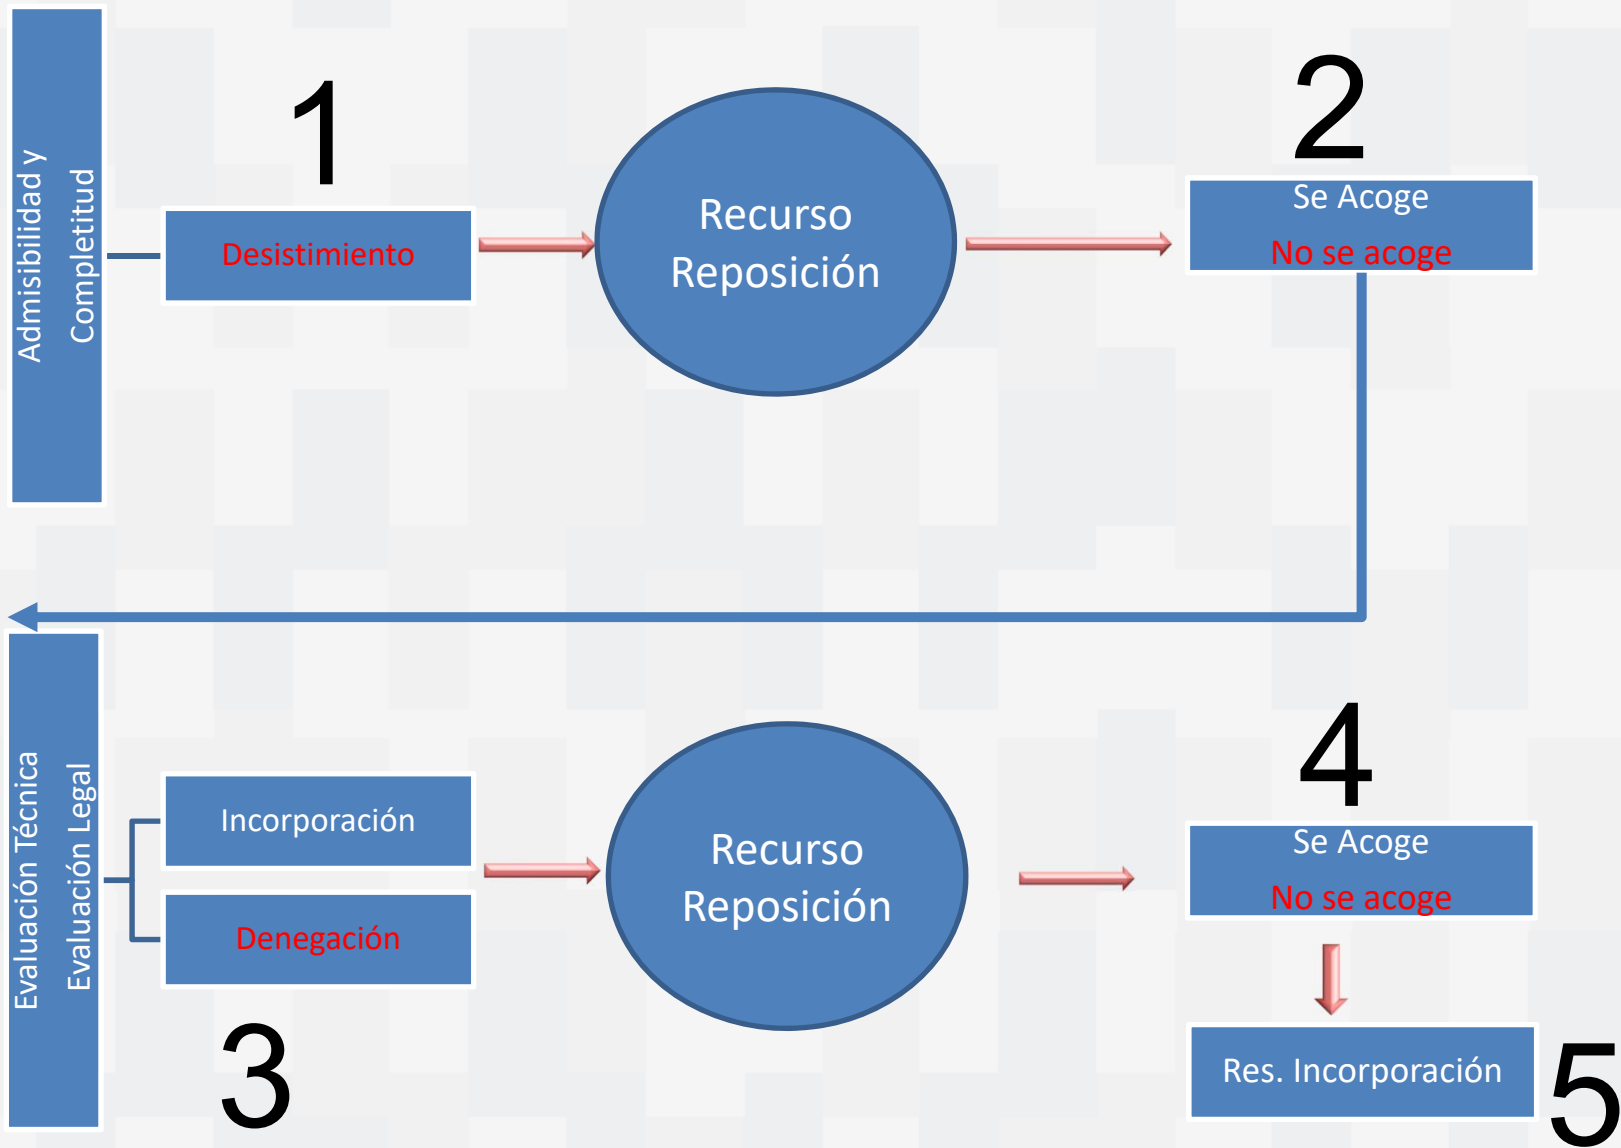 Admisibilidad y
Completitud
1
Desistimiento
Recurso
Reposición
2
Se Acoge
No se acoge
Evaluación Técnica
Evaluación Legal
Incorporación
Denegación
3
Recurso
Reposición
4
Se Acoge
No se acoge
Res. Incorporación
5